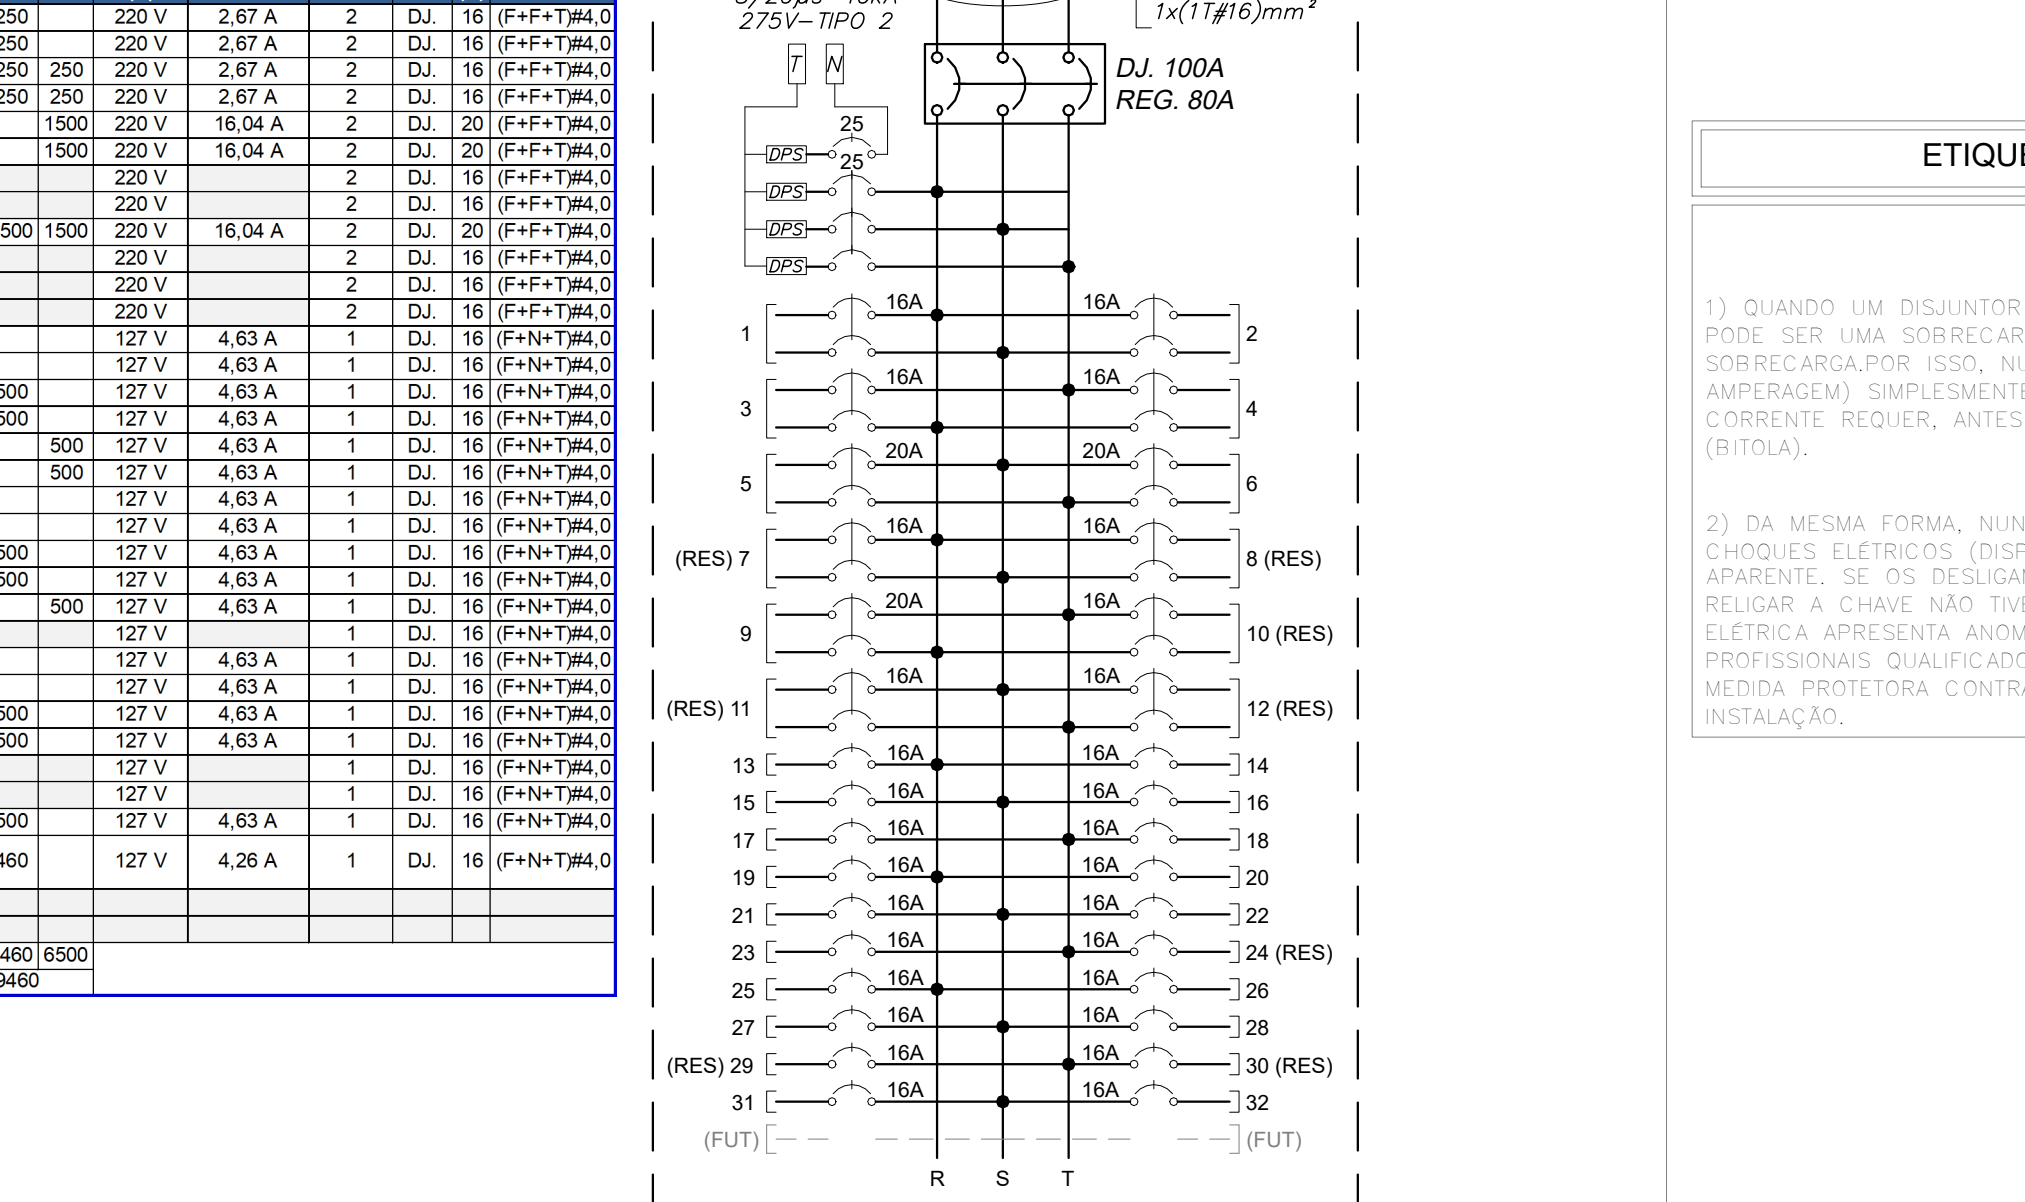 250 220 V 2,67 A 2 DJ. 16 (F+F+T)#4,0
250 220 V 2,67 A 2 DJ. 16 (F+F+T)#4,0
250 250 220 V 2,67 A 2 DJ. 16 (F+F+T)#4,0
250 250 220 V 2,67 A 2 DJ. 16 (F+F+T)#4,0
1500 220 V 16,04 A 2 DJ. 20 (F+F+T)#4,0
1500 220 V 16,04 A 2 DJ. 20 (F+F+T)#4,0
220 V 2 DJ. 16 (F+F+T)#4,0
220 V 2 DJ. 16 (F+F+T)#4,0
500 1500 220 V 16,04 A 2 DJ. 20 (F+F+T)#4,0
220 V 2 DJ. 16 (F+F+T)#4,0
220 V 2 DJ. 16 (F+F+T)#4,0
220 V 2 DJ. 16 (F+F+T)#4,0
127 V 4,63 A 1 DJ. 16 (F+N+T)#4,0
127 V 4,63 A 1 DJ. 16 (F+N+T)#4,0
500 127 V 4,63 A 1 DJ. 16 (F+N+T)#4,0
500 127 V 4,63 A 1 DJ. 16 (F+N+T)#4,0
500 127 V 4,63 A 1 DJ. 16 (F+N+T)#4,0
500 127 V 4,63 A 1 DJ. 16 (F+N+T)#4,0
127 V 4,63 A 1 DJ. 16 (F+N+T)#4,0
127 V 4,63 A 1 DJ. 16 (F+N+T)#4,0
500 127 V 4,63 A 1 DJ. 16 (F+N+T)#4,0
500 127 V 4,63 A 1 DJ. 16 (F+N+T)#4,0
500 127 V 4,63 A 1 DJ. 16 (F+N+T)#4,0
127 V 1 DJ. 16 (F+N+T)#4,0
127 V 4,63 A 1 DJ. 16 (F+N+T)#4,0
127 V 4,63 A 1 DJ. 16 (F+N+T)#4,0
500 127 V 4,63 A 1 DJ. 16 (F+N+T)#4,0
500 127 V 4,63 A 1 DJ. 16 (F+N+T)#4,0
127 V 1 DJ. 16 (F+N+T)#4,0
127 V 1 DJ. 16 (F+N+T)#4,0
500 127 V 4,63 A 1 DJ. 16 (F+N+T)#4,0
460 127 V 4,26 A 1 DJ. 16 (F+N+T)#4,0
460 6500
9460
275V-TIPO 2
1x(1T#16)mm²
T N
DJ. 100A
REG. 80A
25
DPS
25
DPS
DPS
DPS
1 16A 16A 2
3 16A 16A 4
5 20A 20A 6
(RES) 7 16A 16A 8 (RES)
9 20A 16A 10 (RES)
(RES) 11 16A 16A 12 (RES)
13 16A 16A 14
15 16A 16A 16
17 16A 16A 18
19 16A 16A 20
21 16A 16A 22
23 16A 16A 24 (RES)
25 16A 16A 26
27 16A 16A 28
(RES) 29 16A 16A 30 (RES)
31 16A 16A 32
(FUT) (FUT)
R S T
ETIQUE
1) QUANDO UM DISJUNTOR
PODE SER UMA SOBRECAR
SOBRECARGA.POR ISSO, NU
AMPERAGEM) SIMPLESMENTE
CORRENTE REQUER, ANTES
(BITOLA).
2) DA MESMA FORMA, NUN
CHOQUES ELÉTRICOS (DISP
APARENTE. SE OS DESLIGAM
RELIGAR A CHAVE NÃO TIVE
ELÉTRICA APRESENTA ANOM
PROFISSIONAIS QUALIFICADO
MEDIDA PROTETORA CONTRA
INSTALAÇÃO.